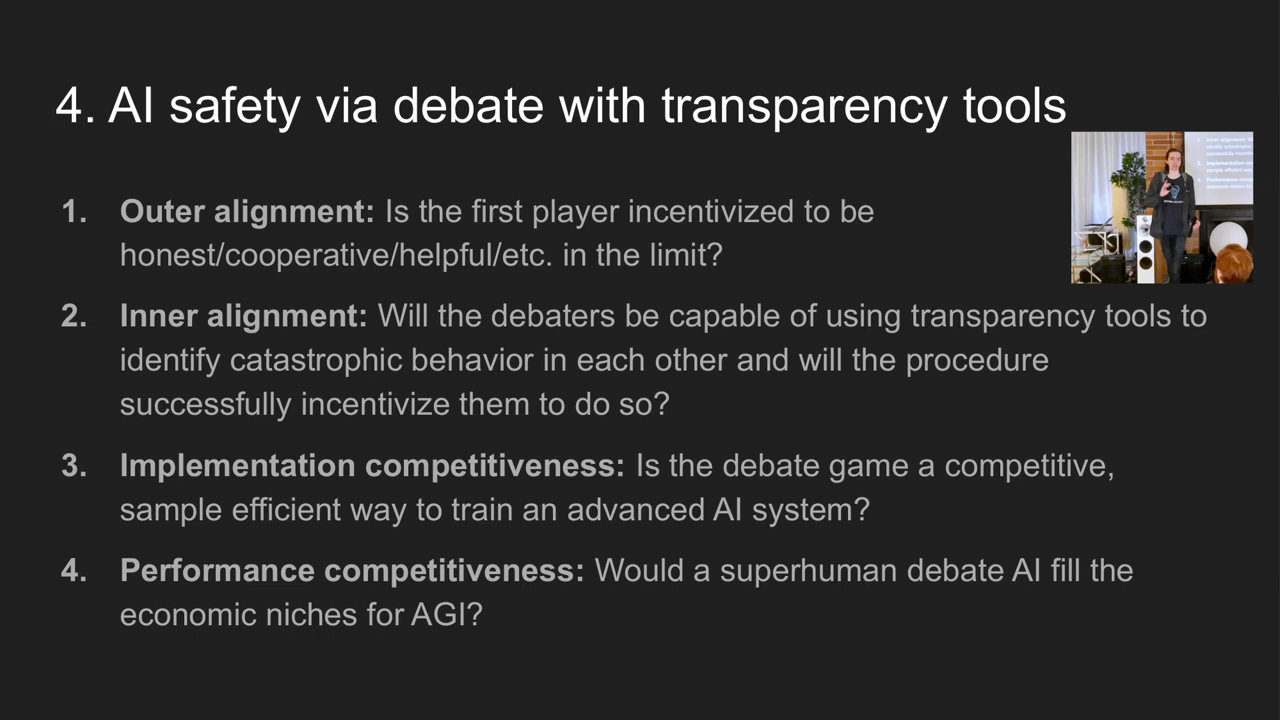 4. AI safety via debate with transparency tools
1. Outer alignment: Is the first player incentivized to be
honest/cooperative/helpful/etc. in the limit?
2. Inner alignment: Will the debaters be capable of using transparency tools to
identify catastrophic behavior in each other and will the procedure
successfully incentivize them to do so?
3. Implementation competitiveness: Is the debate game a competitive,
sample efficient way to train an advanced AI system?
4. Performance competitiveness: Would a superhuman debate AI fill the
economic niches for AGI?